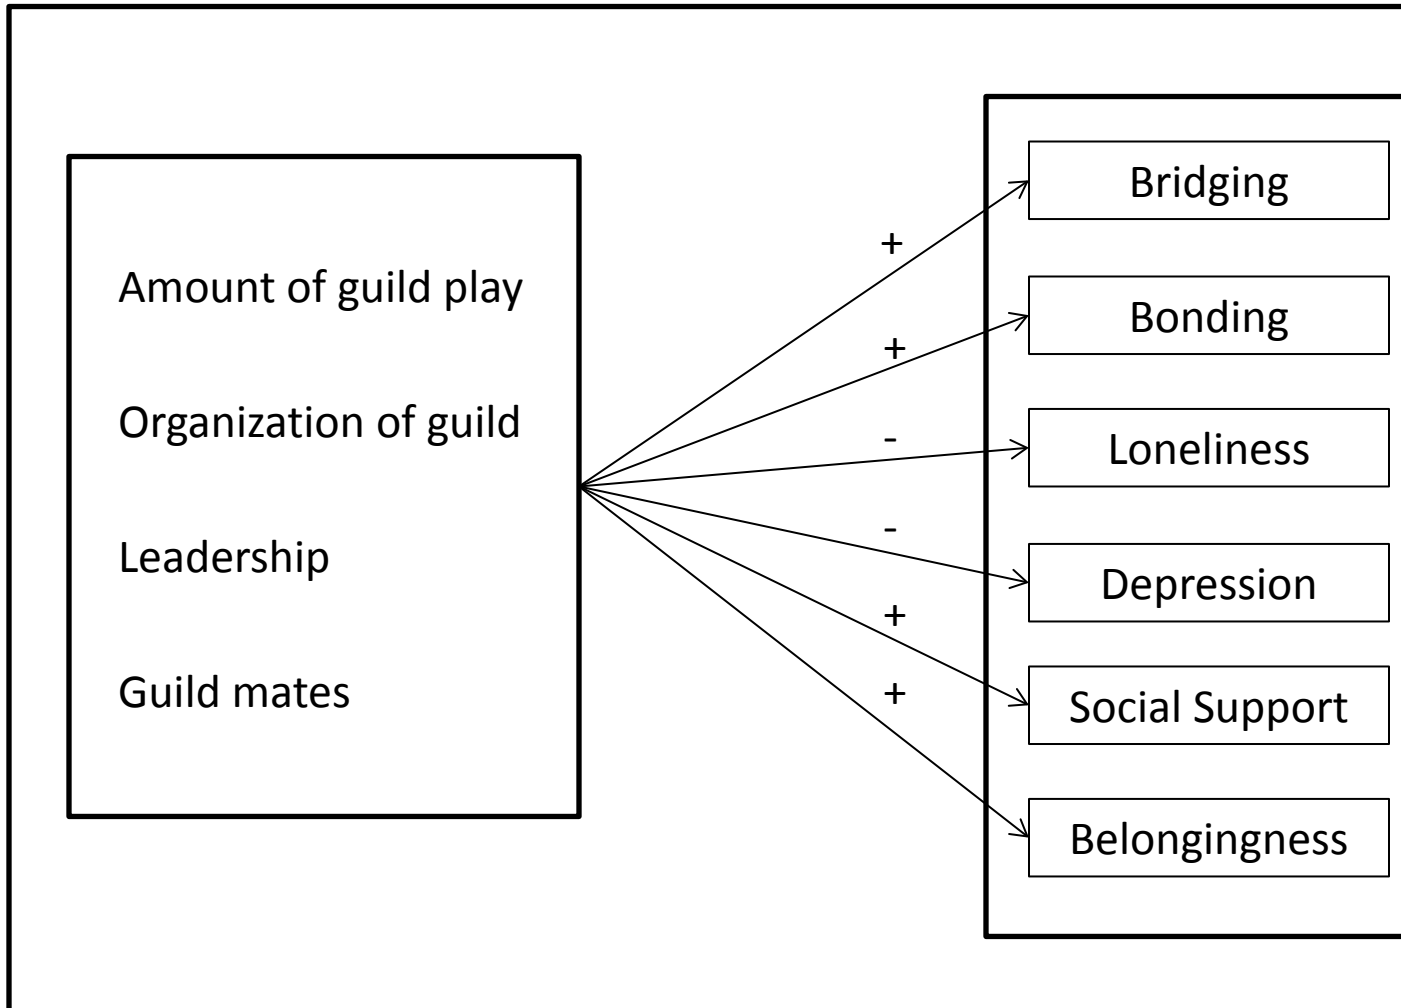 Amount of guild play
Organization of guild
Leadership
Guild mates
+
+
-
-
+
+
Bridging
Bonding
Loneliness
Depression
Social Support
Belongingness